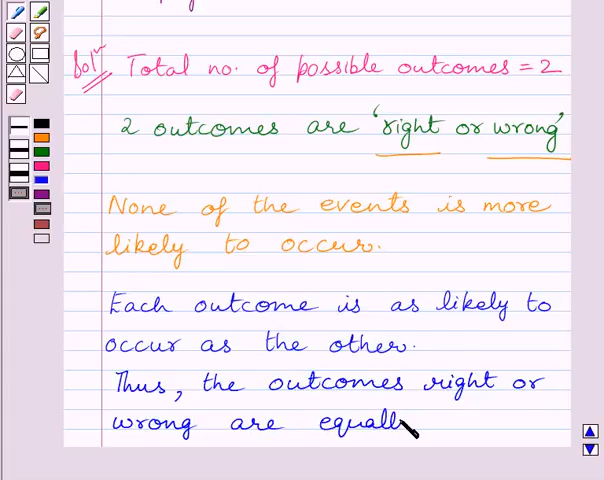 Solⁿ Total no. of possible outcomes = 2
2 outcomes are 'right or wrong'
None of the events is more
likely to occur.
Each outcome is as likely to
occur as the other.
Thus, the outcomes right or
wrong are equall